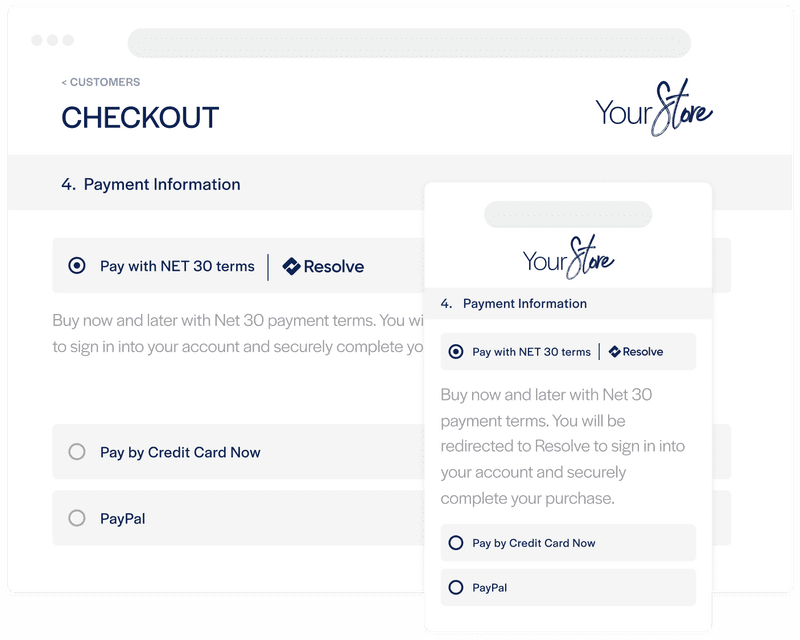 < CUSTOMERS
CHECKOUT
YourStore
4. Payment Information
Pay with NET 30 terms | Resolve
Buy now and later with Net 30 payment terms. You
to sign in into your account and securely complete
Pay by Credit Card Now
PayPal
YourStore
4. Payment Information
Pay with NET 30 terms | Resolve
Buy now and later with Net 30
payment terms. You will be
redirected to Resolve to sign in into
your account and securely
complete your purchase.
Pay by Credit Card Now
PayPal